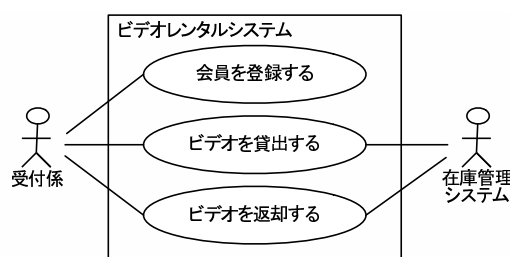 ビデオレンタルシステム
会員を登録する
ビデオを貸出する
ビデオを返却する
受付係
在庫管理
システム